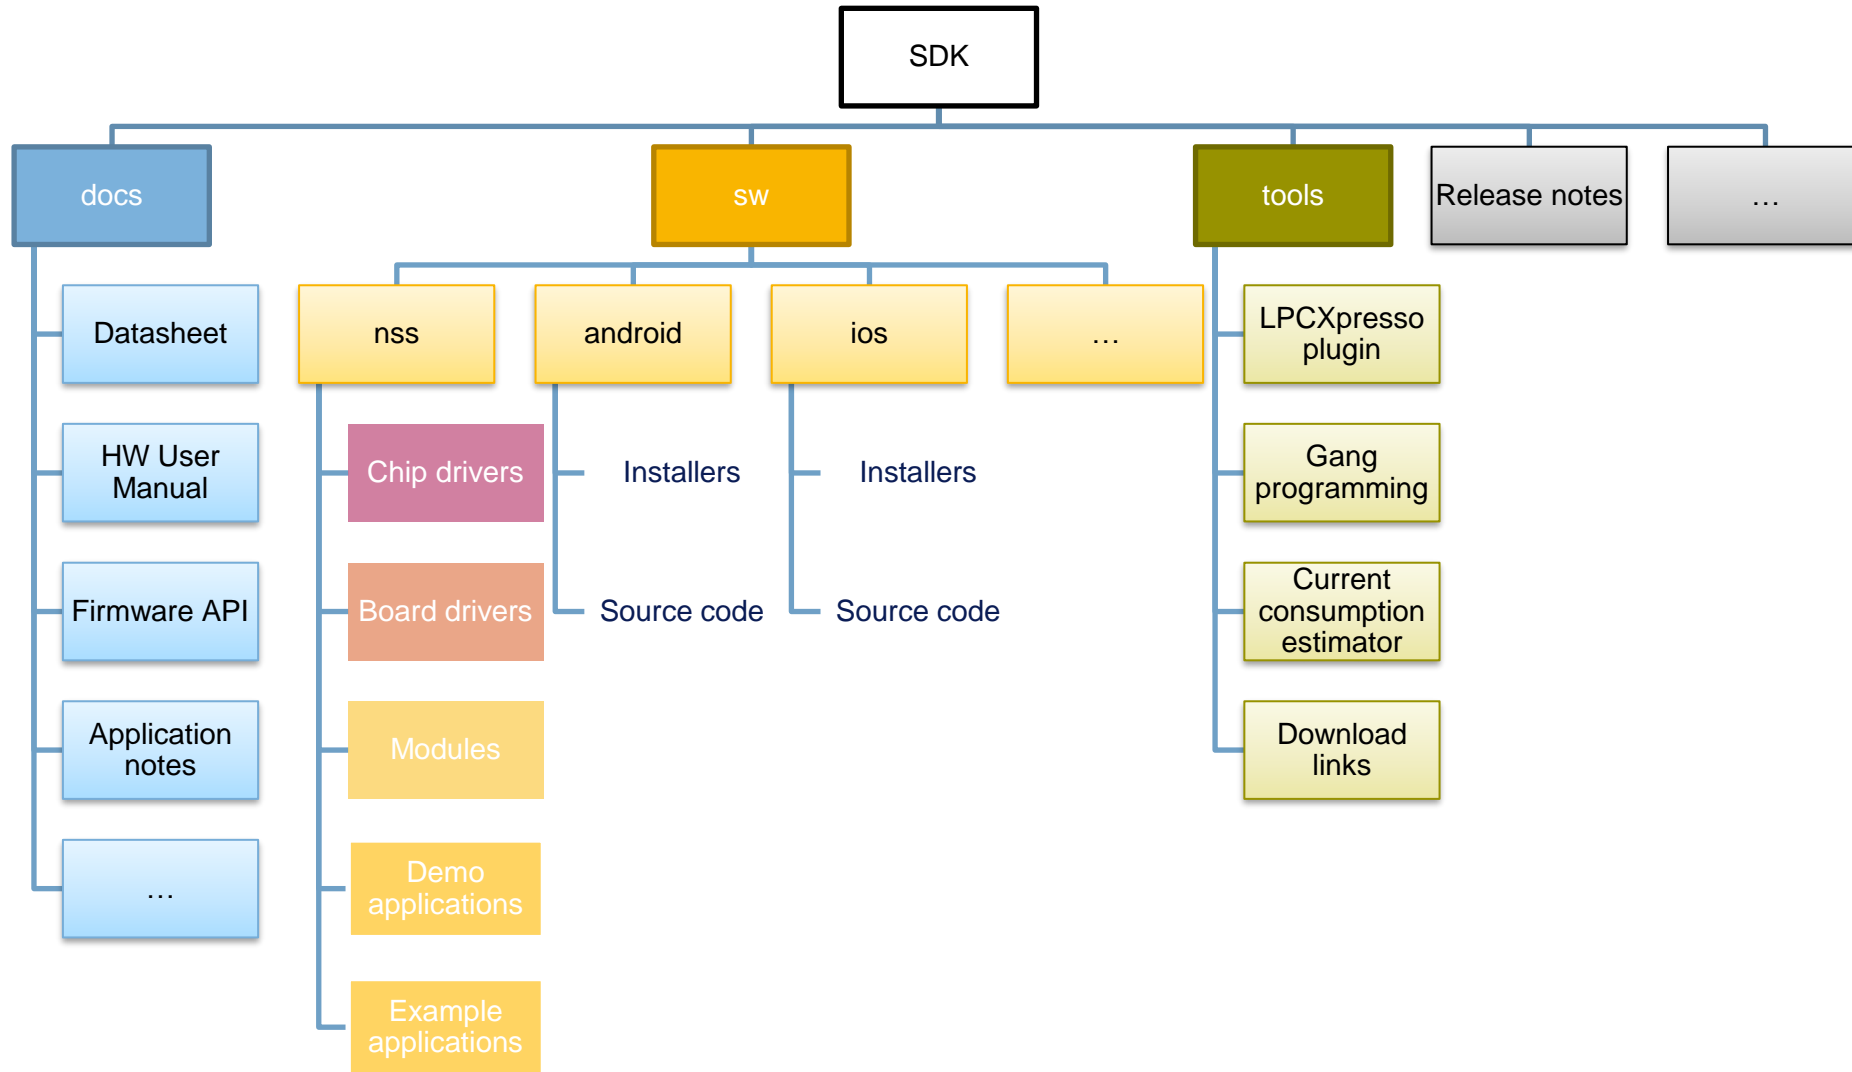 SDK
docs
sw
tools
Release notes
…
Datasheet
nss
android
ios
…
LPCXpresso
plugin
HW User
Manual
Chip drivers
Installers
Installers
Gang
programming
Firmware API
Board drivers
Source code
Source code
Current
consumption
estimator
Application
notes
Modules
Download
links
…
Demo
applications
Example
applications